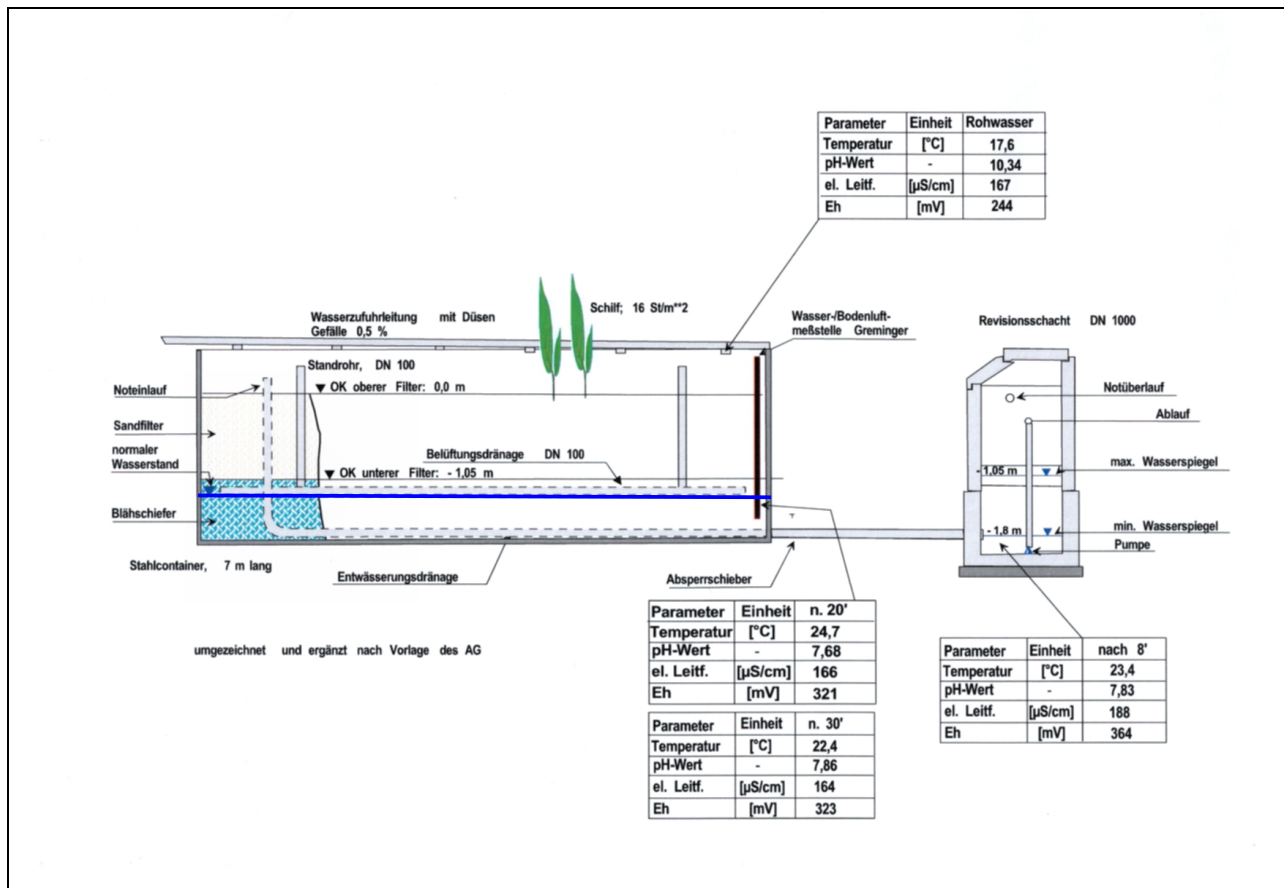 Parameter Einheit Rohwasser
Temperatur [°C] 17,6
pH-Wert - 10,34
el. Leitf. [µS/cm] 167
Eh [mV] 244
Wasserzufuhrleitung mit Düsen
Gefälle 0,5 %
Schilf; 16 St/m**2
Wasser-/Bodenluft-
meßstelle Greminger
Revisionsschacht DN 1000
Standrohr, DN 100
OK oberer Filter: 0,0 m
Noteinlauf
Sandfilter
normaler
Wasserstand
Blähschiefer
Belüftungsdränage DN 100
OK unterer Filter: - 1,05 m
Notüberlauf
Ablauf
- 1,05 m
max. Wasserspiegel
- 1,8 m
min. Wasserspiegel
Pumpe
Stahlcontainer, 7 m lang
Entwässerungsdränage
Absperrschieber
umgezeichnet und ergänzt nach Vorlage des AG
Parameter Einheit n. 20'
Temperatur [°C] 24,7
pH-Wert - 7,68
el. Leitf. [µS/cm] 166
Eh [mV] 321
Parameter Einheit n. 30'
Temperatur [°C] 22,4
pH-Wert - 7,86
el. Leitf. [µS/cm] 164
Eh [mV] 323
Parameter Einheit nach 8'
Temperatur [°C] 23,4
pH-Wert - 7,83
el. Leitf. [µS/cm] 188
Eh [mV] 364